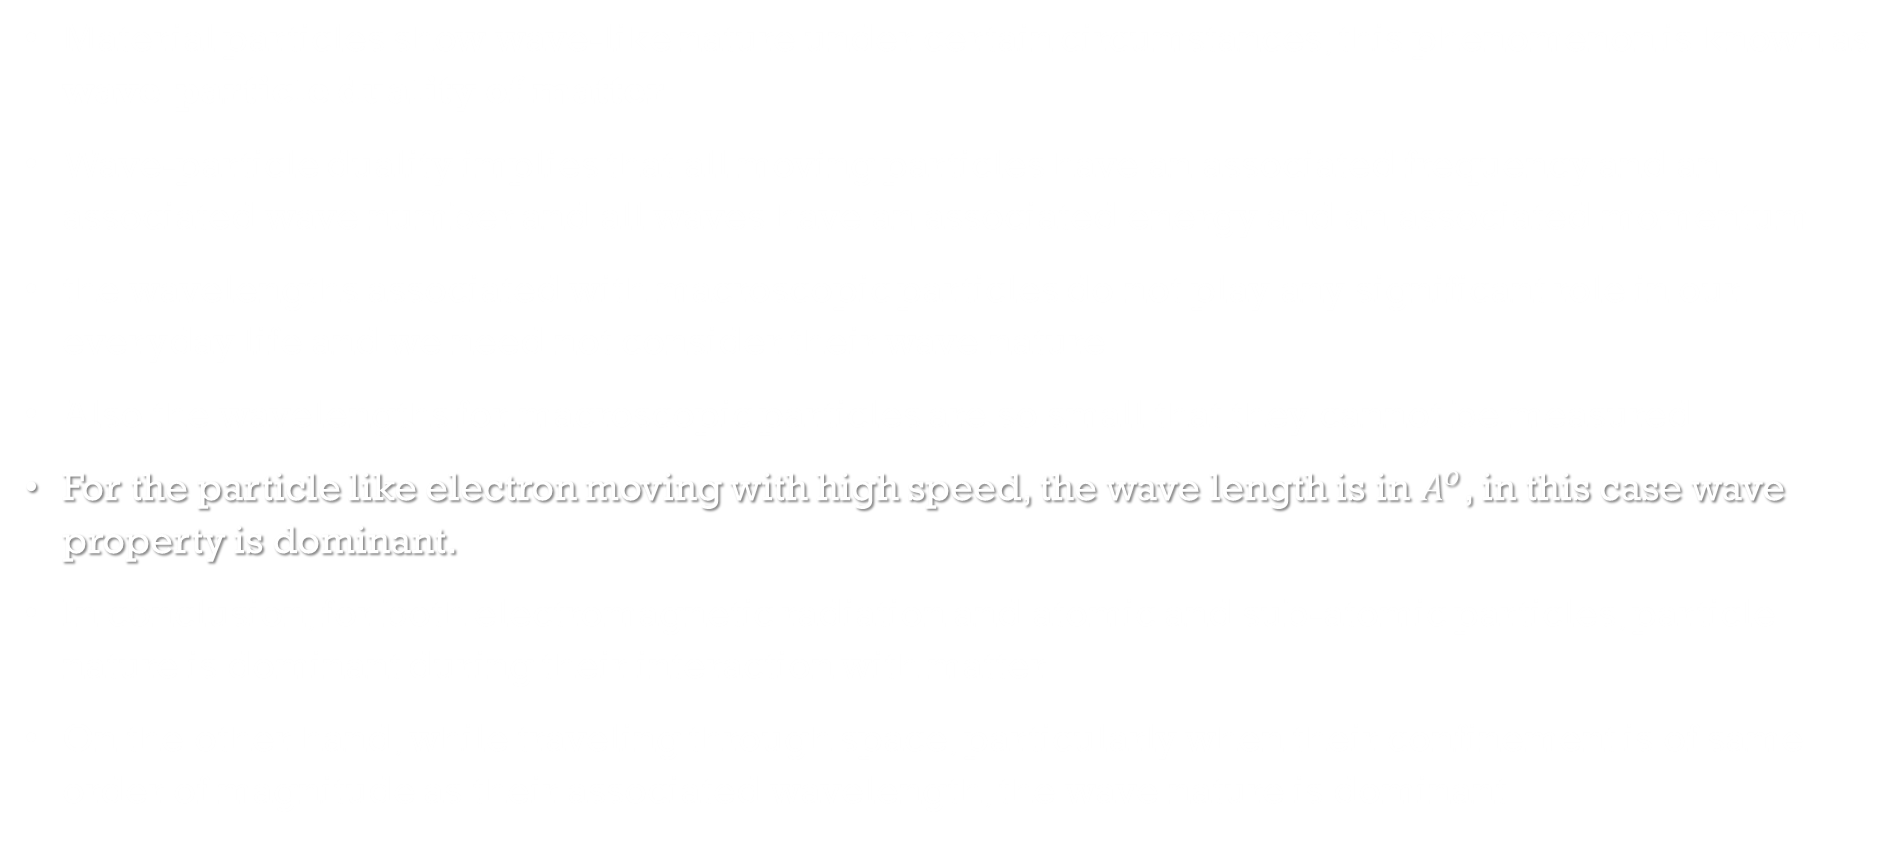 • For the particle like electron moving with high speed, the wave length is in A⁰, in this case wave
property is dominant.